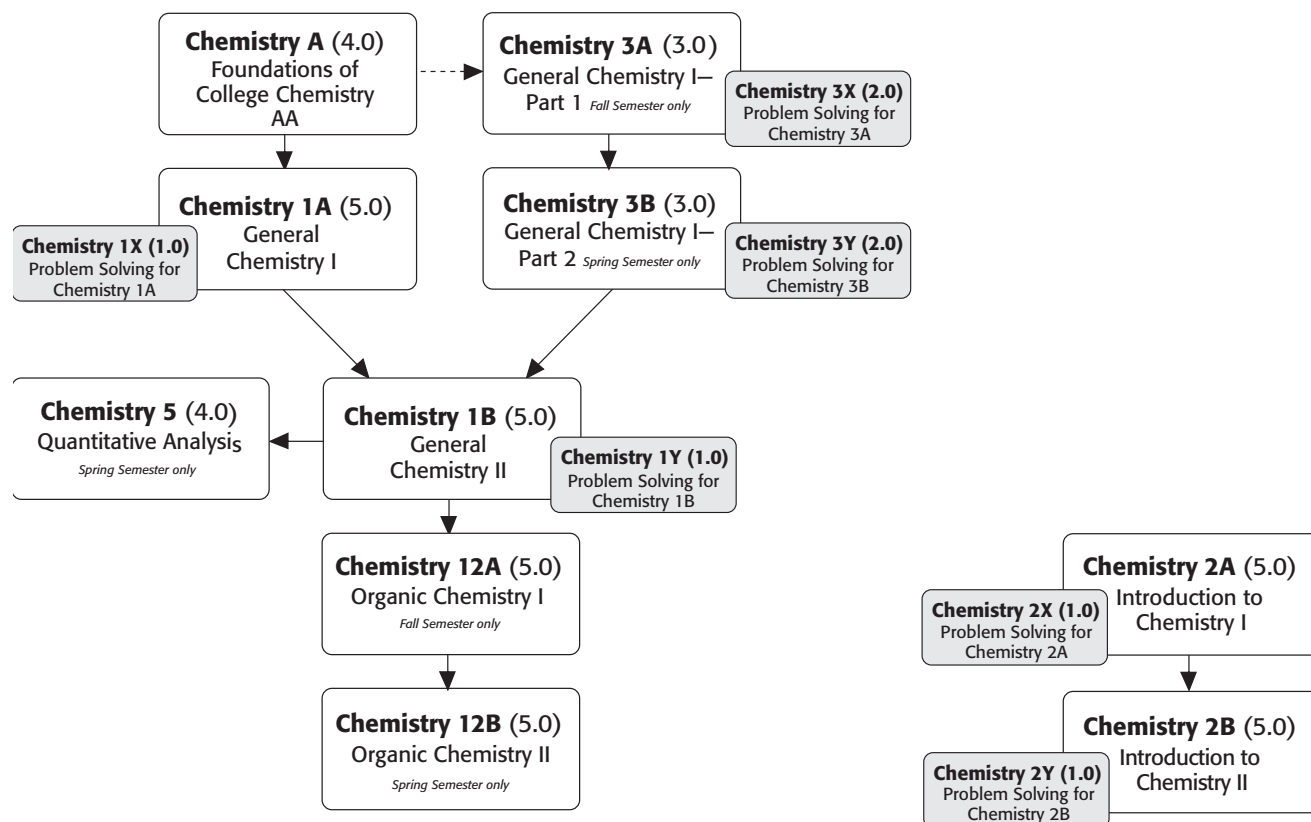 Chemistry A (4.0)
Foundations of
College Chemistry
AA
Chemistry 3A (3.0)
General Chemistry I—
Part 1 Fall Semester only
Chemistry 3X (2.0)
Problem Solving for
Chemistry 3A
Chemistry 1A (5.0)
General
Chemistry I
Chemistry 1X (1.0)
Problem Solving for
Chemistry 1A
Chemistry 3B (3.0)
General Chemistry I—
Part 2 Spring Semester only
Chemistry 3Y (2.0)
Problem Solving for
Chemistry 3B
Chemistry 5 (4.0)
Quantitative Analysis
Spring Semester only
Chemistry 1B (5.0)
General
Chemistry II
Chemistry 1Y (1.0)
Problem Solving for
Chemistry 1B
Chemistry 12A (5.0)
Organic Chemistry I
Fall Semester only
Chemistry 2A (5.0)
Introduction to
Chemistry I
Chemistry 2X (1.0)
Problem Solving for
Chemistry 2A
Chemistry 12B (5.0)
Organic Chemistry II
Spring Semester only
Chemistry 2B (5.0)
Introduction to
Chemistry II
Chemistry 2Y (1.0)
Problem Solving for
Chemistry 2B